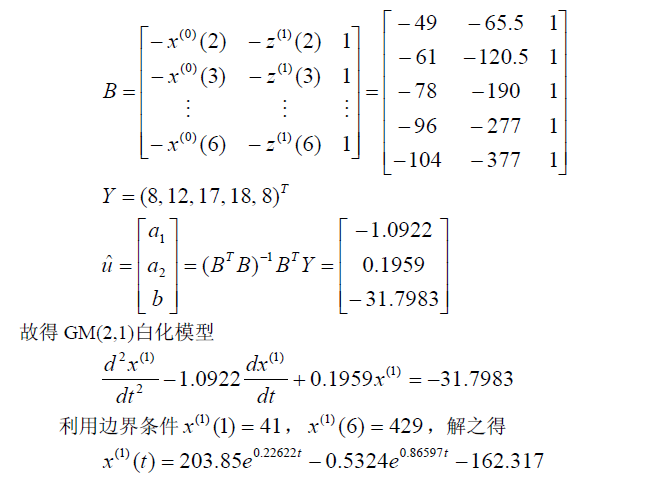 B = [−x⁽⁰⁾(2) −z⁽¹⁾(2) 1; −x⁽⁰⁾(3) −z⁽¹⁾(3) 1; ⋮ ⋮ ⋮; −x⁽⁰⁾(6) −z⁽¹⁾(6) 1] = [−49 −65.5 1; −61 −120.5 1; −78 −190 1; −96 −277 1; −104 −377 1]
Y = (8, 12, 17, 18, 8)ᵀ
û = [a₁; a₂; b] = (BᵀB)⁻¹BᵀY = [−1.0922; 0.1959; −31.7983]
故得 GM(2,1)白化模型
d²x⁽¹⁾/dt² −1.0922 dx⁽¹⁾/dt + 0.1959x⁽¹⁾ = −31.7983
利用边界条件 x⁽¹⁾(1) = 41， x⁽¹⁾(6) = 429，解之得
x⁽¹⁾(t) = 203.85e^{0.22622t} − 0.5324e^{0.86597t} −162.317